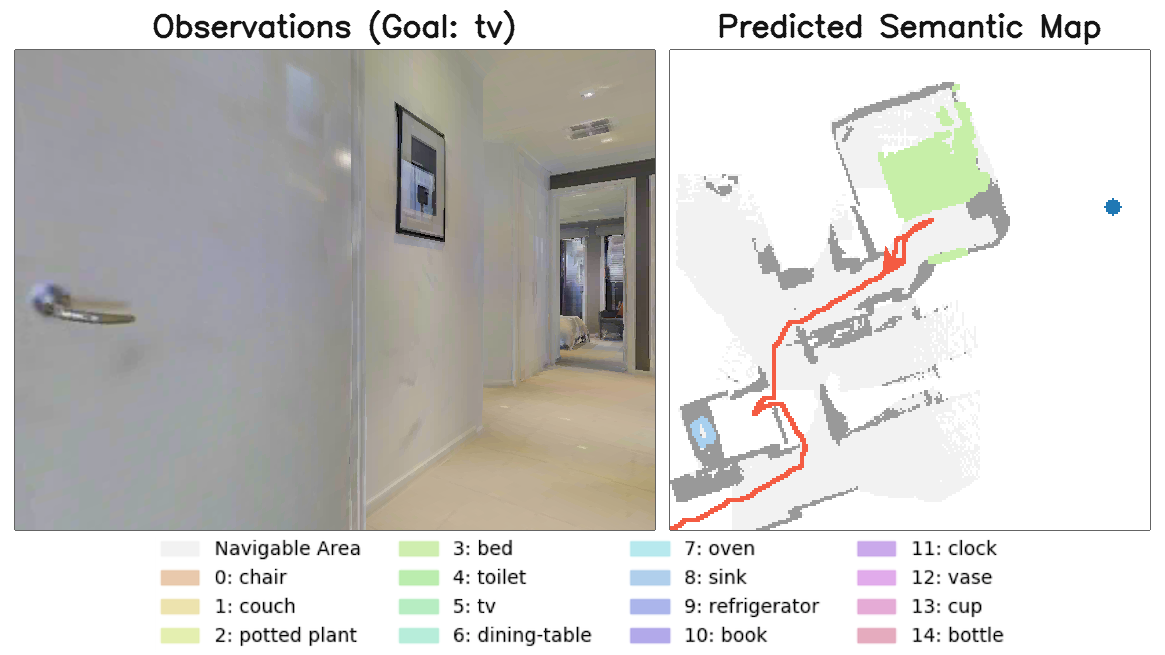 Observations (Goal: tv)
Predicted Semantic Map
Navigable Area
0: chair
1: couch
2: potted plant
3: bed
4: toilet
5: tv
6: dining-table
7: oven
8: sink
9: refrigerator
10: book
11: clock
12: vase
13: cup
14: bottle